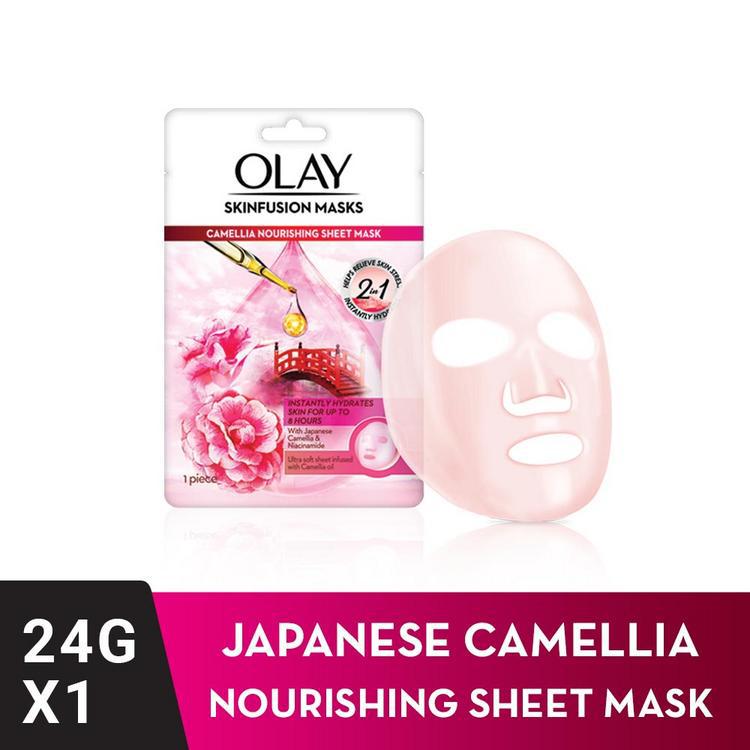 OLAY
SKINFUSION MASKS
CAMELLIA NOURISHING SHEET MASK
HELPS RELIEVE SKIN STRESS
2in1
INSTANTLY
INSTANTLY HYDRATES
SKIN FOR UP TO
8 HOURS
With Japanese
Camellia &
Niacinamide
Ultra soft sheet infused
with Camellia oil
1 piece
24G
X1
JAPANESE CAMELLIA
NOURISHING SHEET MASK